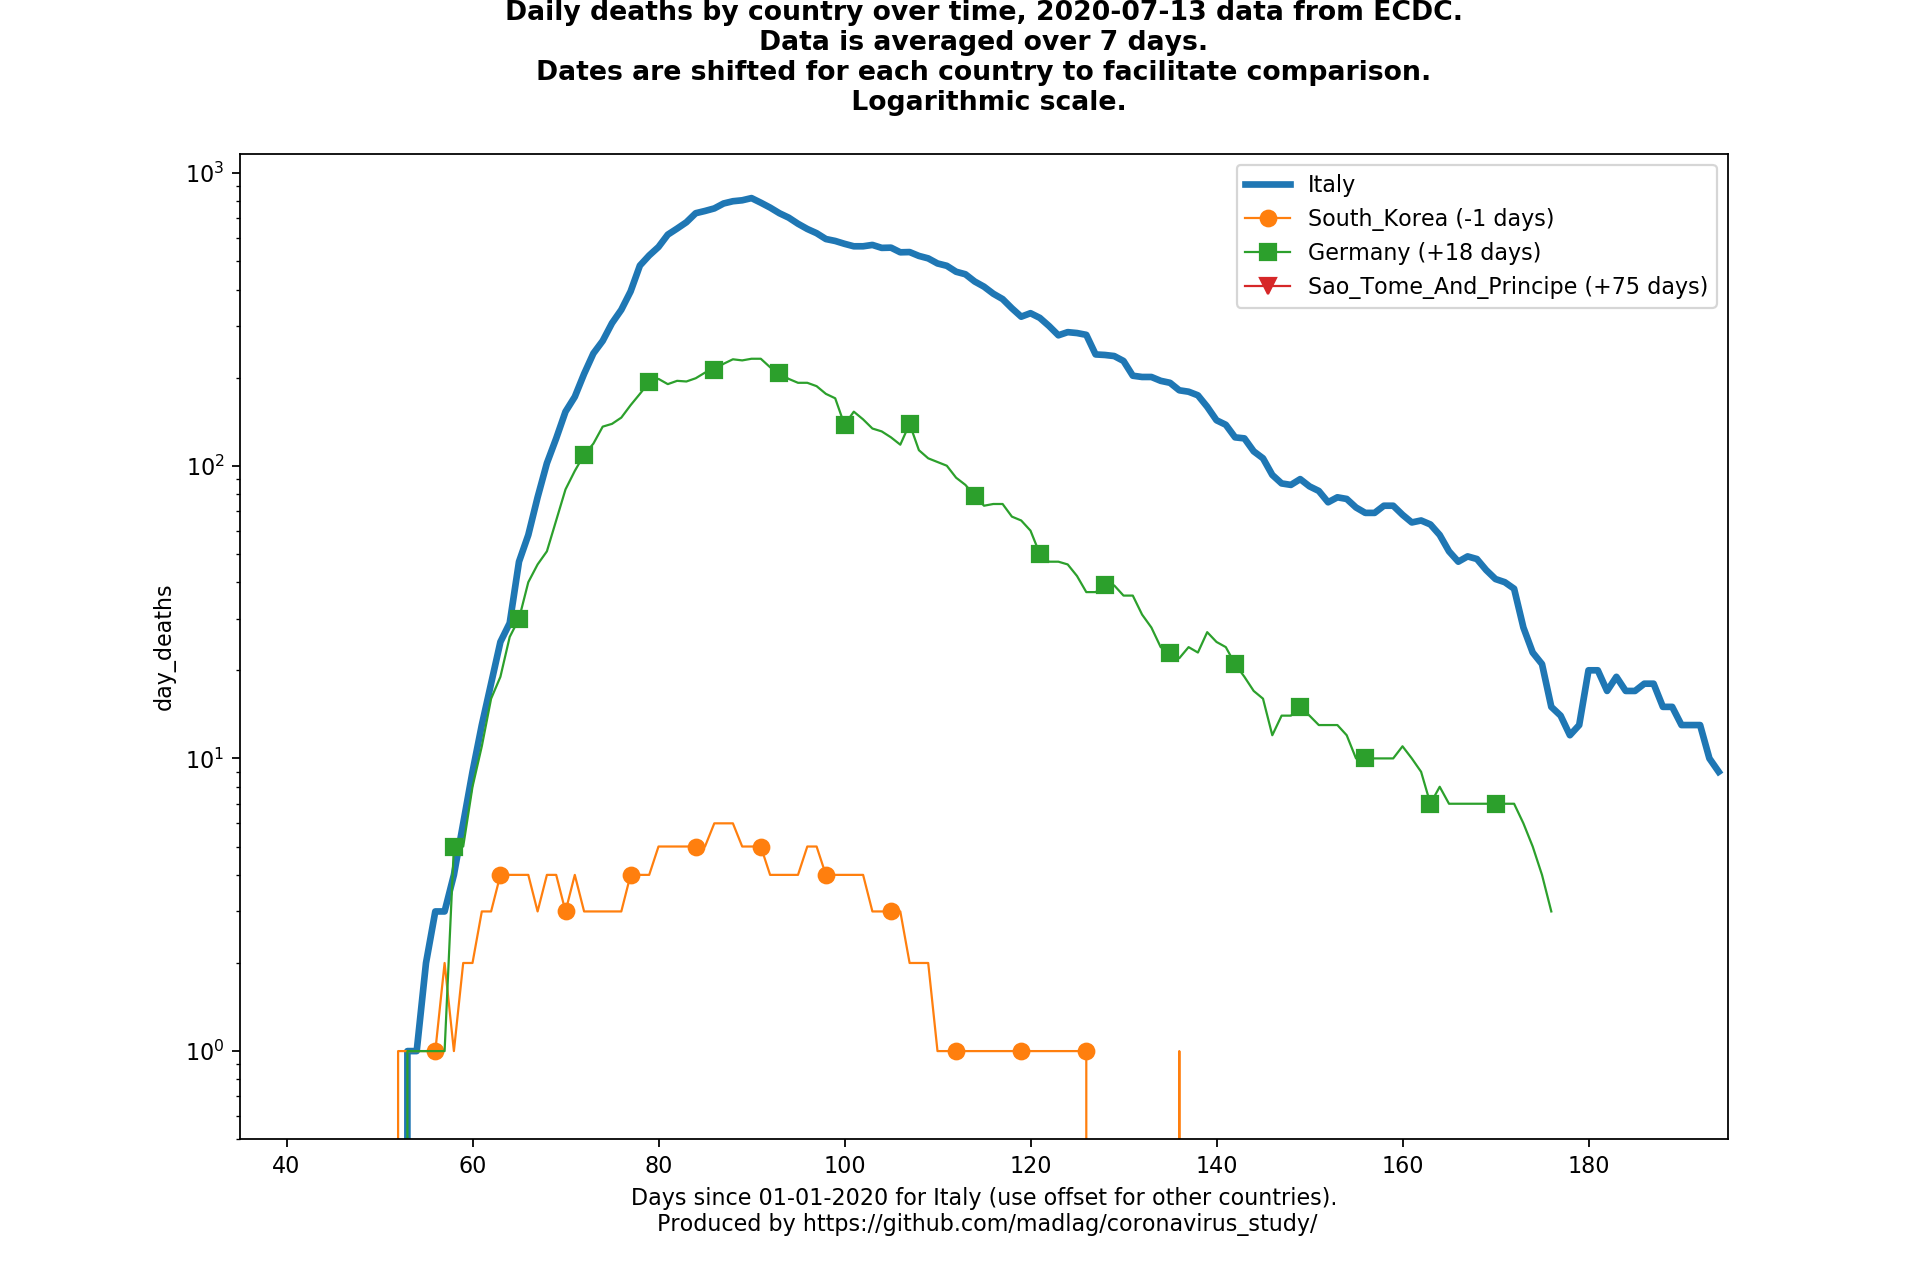 Daily deaths by country over time, 2020-07-13 data from ECDC.
Data is averaged over 7 days.
Dates are shifted for each country to facilitate comparison.
Logarithmic scale.
10³
Italy
South_Korea (-1 days)
Germany (+18 days)
Sao_Tome_And_Principe (+75 days)
10²
day_deaths
10¹
10⁰
40 60 80 100 120 140 160 180
Days since 01-01-2020 for Italy (use offset for other countries).
Produced by https://github.com/madlag/coronavirus_study/